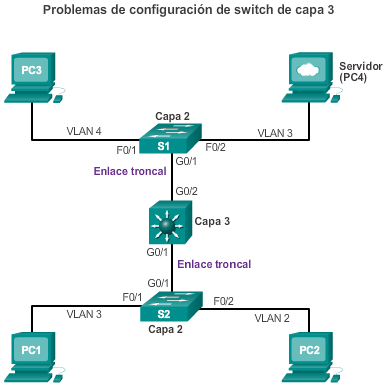 Problemas de configuración de switch de capa 3
PC3
Servidor
(PC4)
Capa 2
VLAN 4
VLAN 3
F0/1
S1
F0/2
G0/1
Enlace troncal
G0/2
Capa 3
G0/1
Enlace troncal
G0/1
F0/1
F0/2
VLAN 3
S2
VLAN 2
Capa 2
PC1
PC2